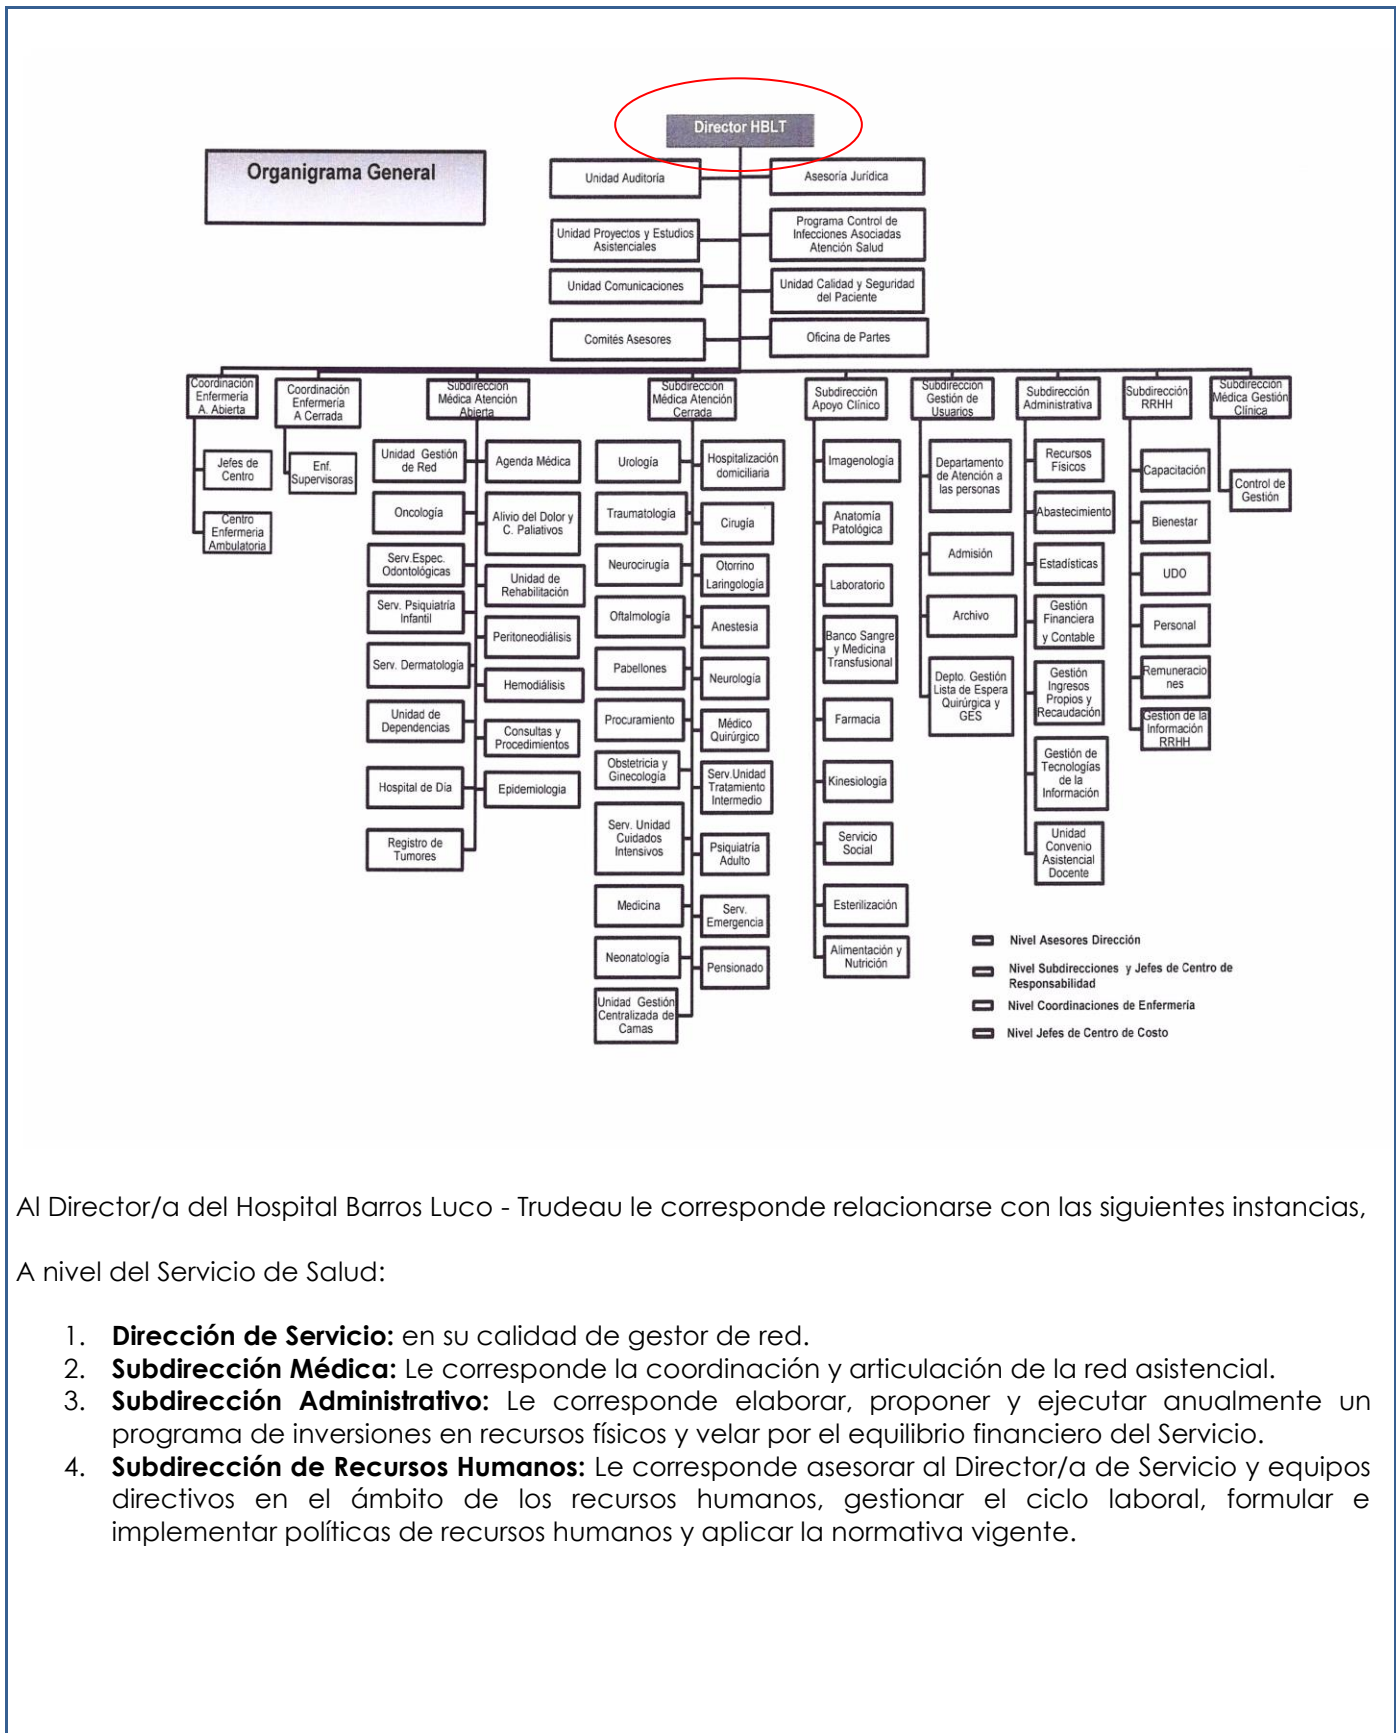 Director HBLT
Organigrama General
Unidad Auditoría
Asesoría Jurídica
Unidad Proyectos y Estudios
Asistenciales
Programa Control de
Infecciones Asociadas
Atención Salud
Unidad Comunicaciones
Unidad Calidad y Seguridad
del Paciente
Comités Asesores
Oficina de Partes
Coordinación
Enfermería
A. Abierta
Jefes de
Centro
Centro
Enfermeria
Ambulatoria
Coordinación
Enfermería
A Cerrada
Enf.
Supervisoras
Subdirección
Médica Atención
Abierta
Unidad Gestión
de Red
Agenda Médica
Oncología
Alivio del Dolor y
C. Paliativos
Serv.Espec.
Odontológicas
Unidad de
Rehabilitación
Serv. Psiquiatría
Infantil
Peritoneodiálisis
Serv. Dermatología
Hemodiálisis
Unidad de
Dependencias
Consultas y
Procedimientos
Hospital de Día
Epidemiologia
Registro de
Tumores
Subdirección
Médica Atención
Cerrada
Urología
Hospitalización
domiciliaria
Traumatología
Cirugía
Neurocirugía
Otorrino
Laringología
Oftalmología
Anestesia
Pabellones
Neurología
Procuramiento
Médico
Quirúrgico
Obstetricia y
Ginecología
Serv.Unidad
Tratamiento
Intermedio
Serv. Unidad
Cuidados
Intensivos
Psiquiatría
Adulto
Medicina
Serv.
Emergencia
Neonatología
Pensionado
Unidad Gestión
Centralizada de
Camas
Subdirección
Apoyo Clínico
Imagenología
Anatomía
Patológica
Laboratorio
Banco Sangre
y Medicina
Transfusional
Farmacia
Kinesiología
Servicio
Social
Esterilización
Alimentación y
Nutrición
Subdirección
Gestión de
Usuarios
Departamento
de Atención a
las personas
Admisión
Archivo
Depto. Gestión
Lista de Espera
Quirúrgica y
GES
Subdirección
Administrativa
Recursos
Físicos
Abastecimiento
Estadísticas
Gestión
Financiera
y Contable
Gestión
Ingresos
Propios y
Recaudación
Gestión de
Tecnologías
de la
Información
Unidad
Convenio
Asistencial
Docente
Subdirección
RRHH
Capacitación
Bienestar
UDO
Personal
Remuneracio
nes
Gestión de la
Información
RRHH
Subdirección
Médica Gestión
Clínica
Control de
Gestión
Nivel Asesores Dirección
Nivel Subdirecciones y Jefes de Centro de
Responsabilidad
Nivel Coordinaciones de Enfermería
Nivel Jefes de Centro de Costo
Al Director/a del Hospital Barros Luco - Trudeau le corresponde relacionarse con las siguientes instancias,
A nivel del Servicio de Salud:
1. Dirección de Servicio: en su calidad de gestor de red.
2. Subdirección Médica: Le corresponde la coordinación y articulación de la red asistencial.
3. Subdirección Administrativo: Le corresponde elaborar, proponer y ejecutar anualmente un
programa de inversiones en recursos físicos y velar por el equilibrio financiero del Servicio.
4. Subdirección de Recursos Humanos: Le corresponde asesorar al Director/a de Servicio y equipos
directivos en el ámbito de los recursos humanos, gestionar el ciclo laboral, formular e
implementar políticas de recursos humanos y aplicar la normativa vigente.